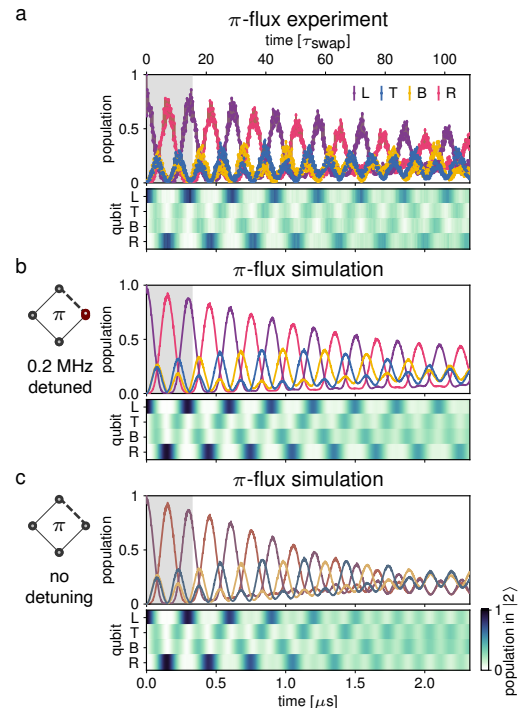 a
π-flux experiment
time [τswap]
0 20 40 60 80 100
1
0.5
0
population
L T B R
qubit
L
T
B
R
b
π-flux simulation
π
0.2 MHz
detuned
1.0
0.5
0.0
population
qubit
L
T
B
R
c
π-flux simulation
π
no
detuning
1
0.5
0
population
qubit
L
T
B
R
0.0 0.5 1.0 1.5 2.0
time [μs]
1
0
population in |2⟩